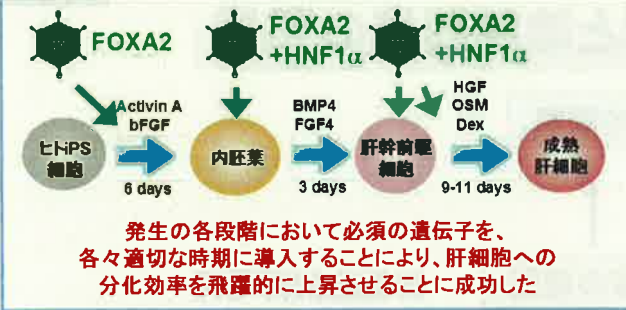 FOXA2
FOXA2
+HNF1α
FOXA2
+HNF1α
Activin A
bFGF
BMP4
FGF4
HGF
OSM
Dex
ヒトiPS
細胞
内胚葉
肝幹前駆
細胞
成熟
肝細胞
6 days
3 days
9-11 days
発生の各段階において必須の遺伝子を、
各々適切な時期に導入することにより、肝細胞への
分化効率を飛躍的に上昇させることに成功した